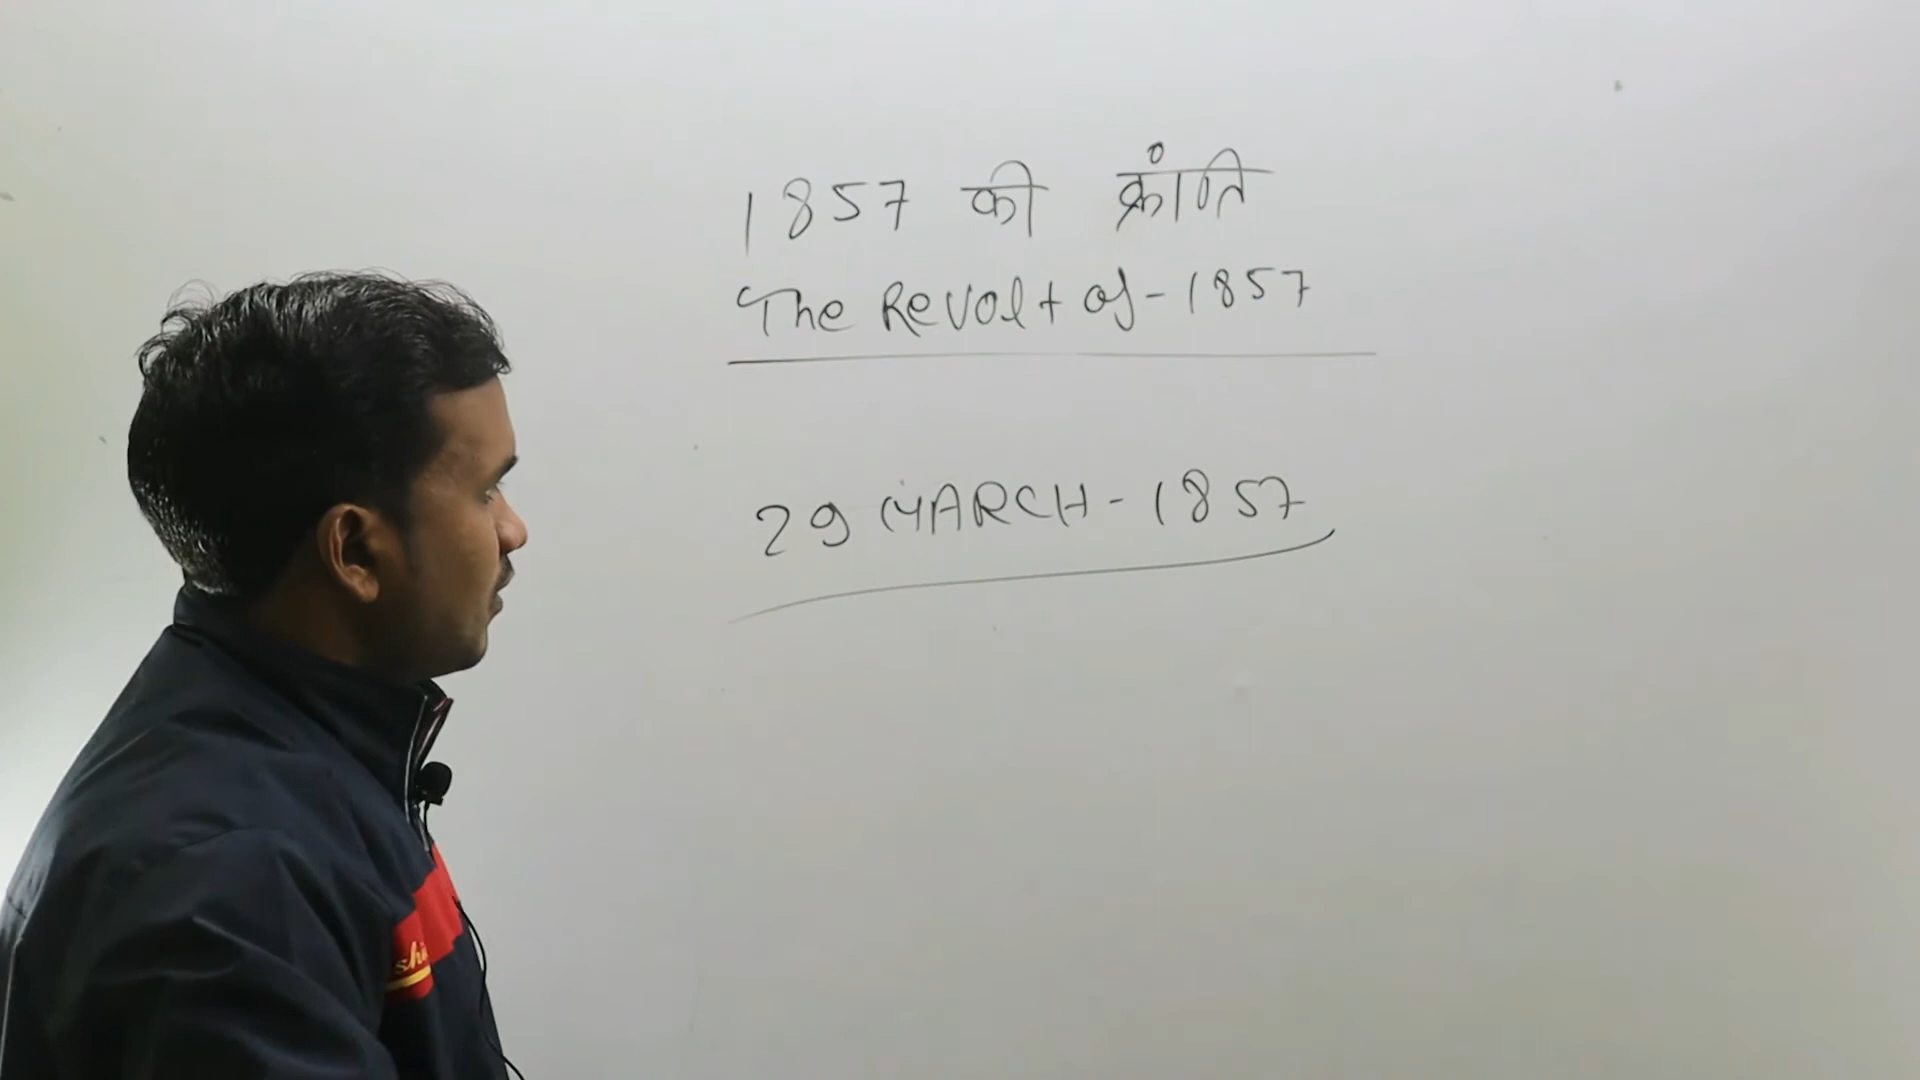 1857 की क्रांति
The Revolt of - 1857
29 MARCH - 1857